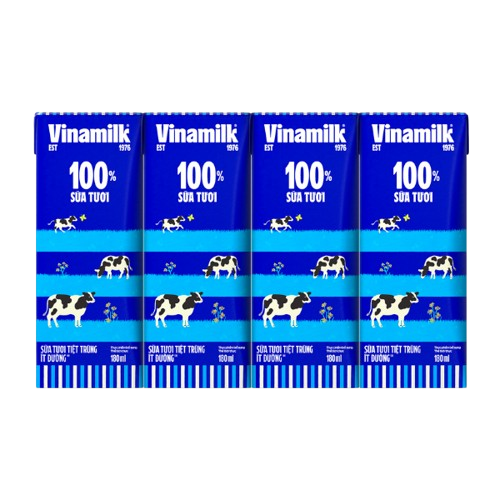 Vinamilk
EST 1976
100%
SỮA TƯƠI
SỮA TƯƠI TIỆT TRÙNG
ÍT ĐƯỜNG
180ml
Vinamilk
EST 1976
100%
SỮA TƯƠI
SỮA TƯƠI TIỆT TRÙNG
ÍT ĐƯỜNG
180ml
Vinamilk
EST 1976
100%
SỮA TƯƠI
SỮA TƯƠI TIỆT TRÙNG
ÍT ĐƯỜNG
180ml
Vinamilk
EST 1976
100%
SỮA TƯƠI
SỮA TƯƠI TIỆT TRÙNG
ÍT ĐƯỜNG
180ml